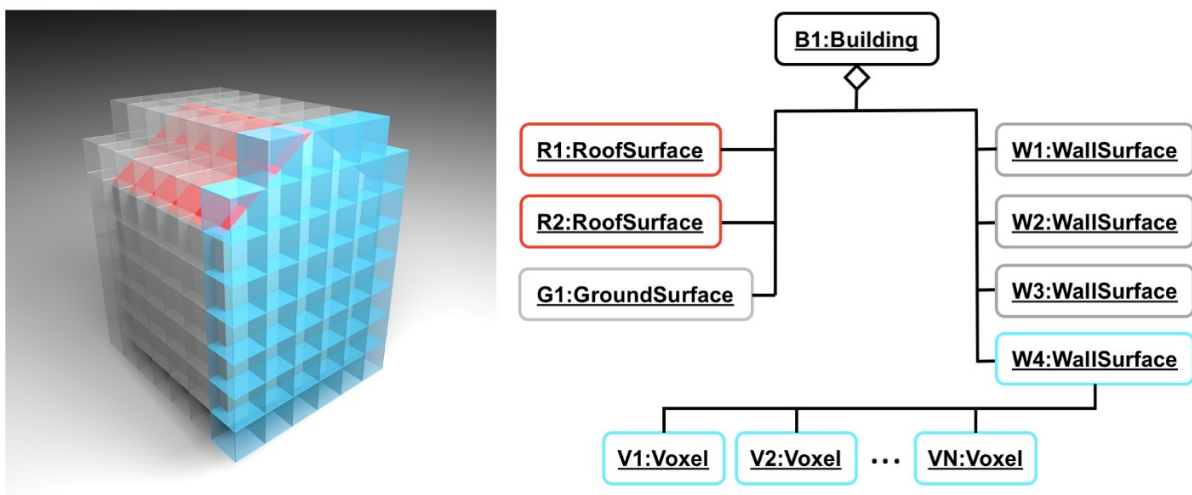 B1:Building
R1:RoofSurface
W1:WallSurface
R2:RoofSurface
W2:WallSurface
G1:GroundSurface
W3:WallSurface
W4:WallSurface
V1:Voxel V2:Voxel ... VN:Voxel